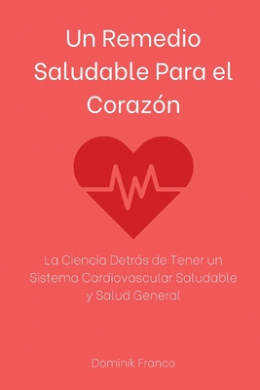 Un Remedio
Saludable Para el
Corazón
La Ciencia Detrás de Tener un
Sistema Cardiovascular Saludable
y Salud General
Dominik Franco